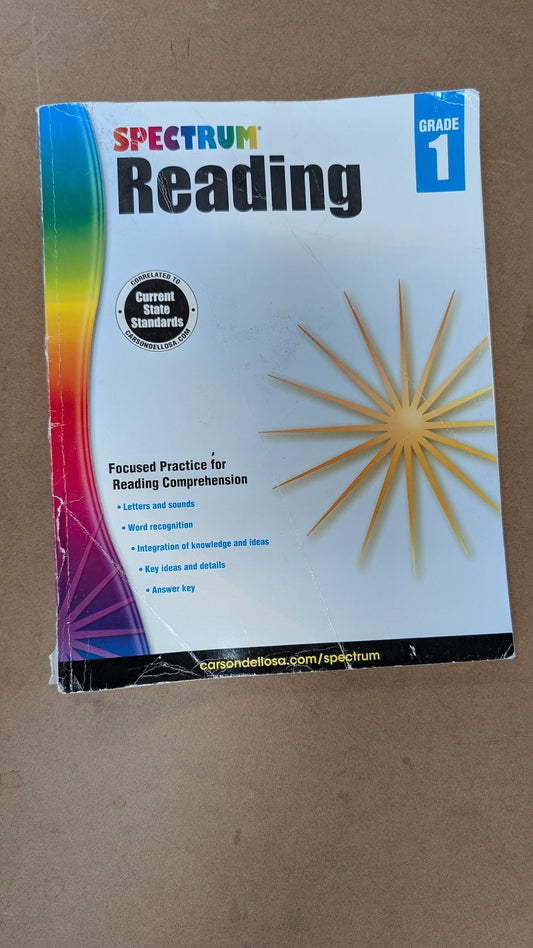 SPECTRUM®
Reading
GRADE
1
CORRELATED TO
Current
State
Standards
CARSONDELLOSA.COM
Focused Practice for
Reading Comprehension
• Letters and sounds
• Word recognition
• Integration of knowledge and ideas
• Key ideas and details
• Answer key
carsondellosa.com/spectrum